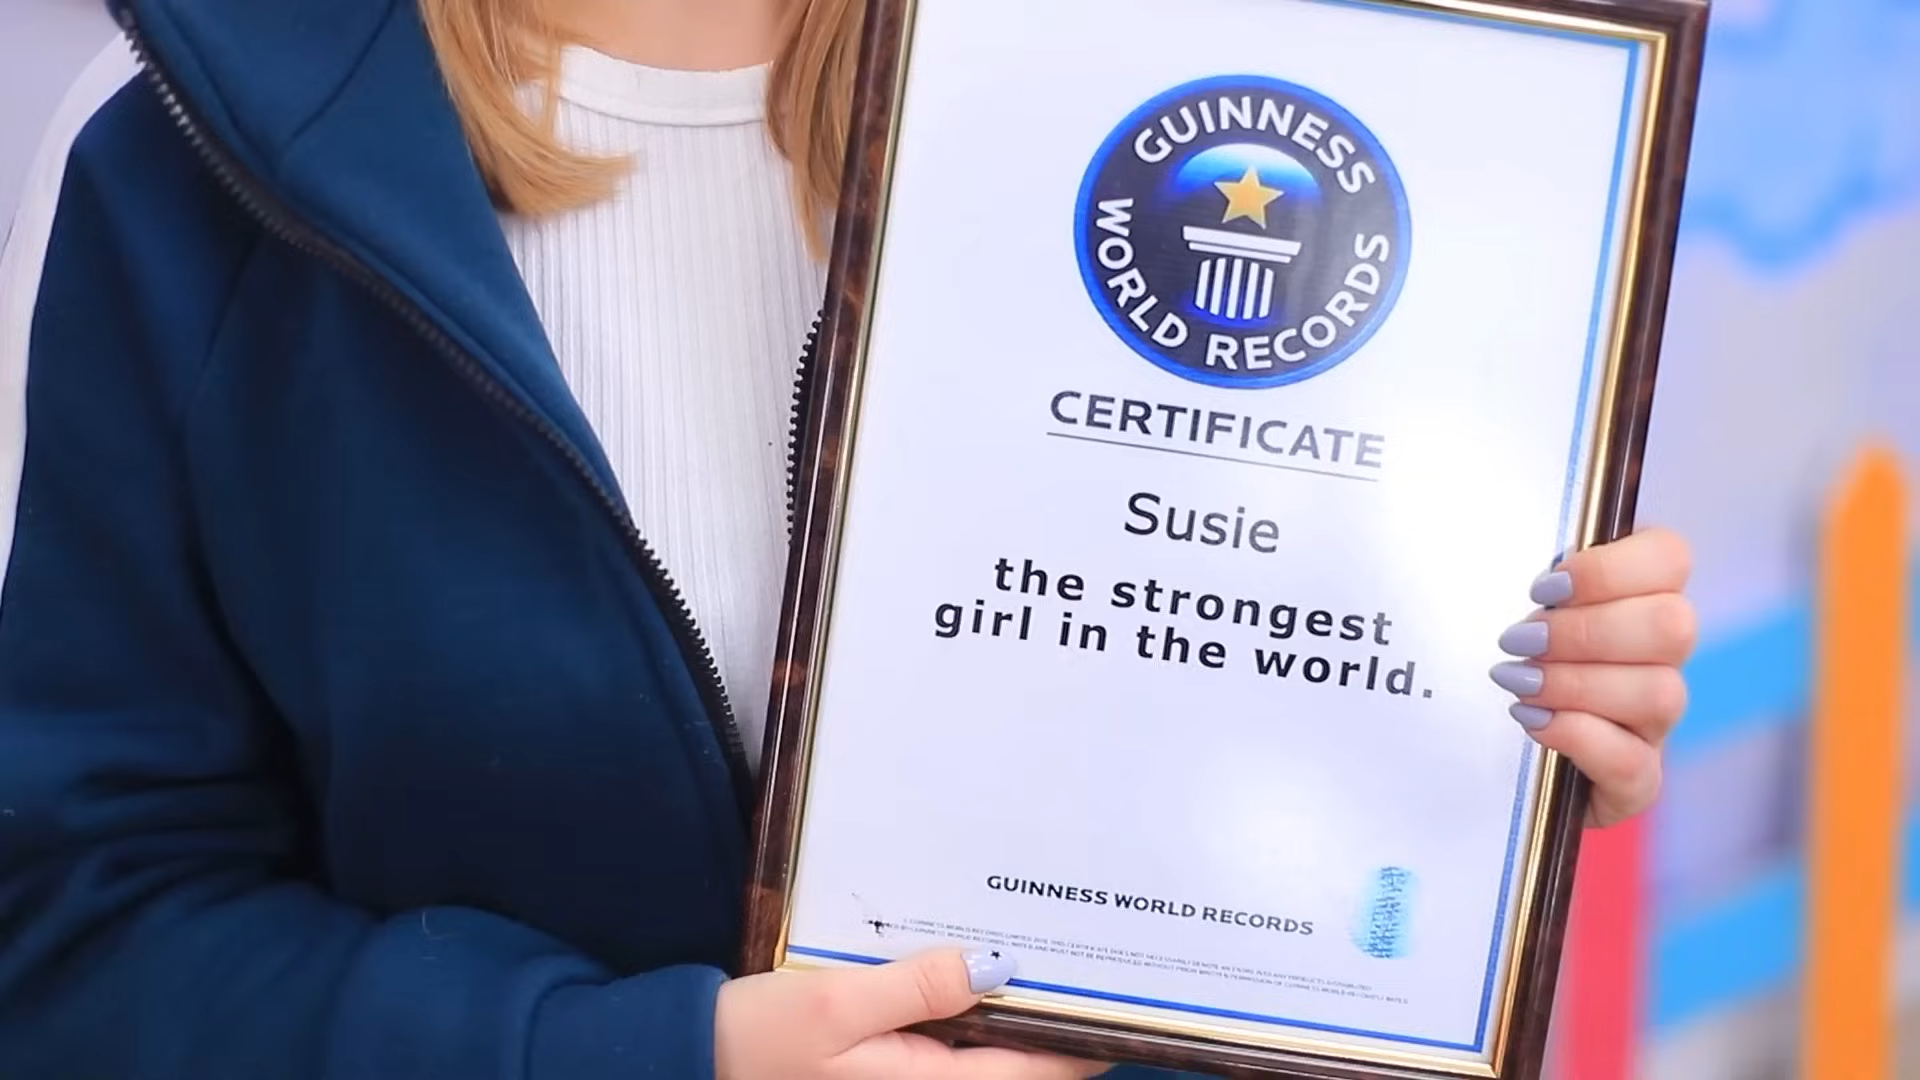 GUINNESS
WORLD RECORDS
CERTIFICATE
Susie
the strongest
girl in the world.
GUINNESS WORLD RECORDS